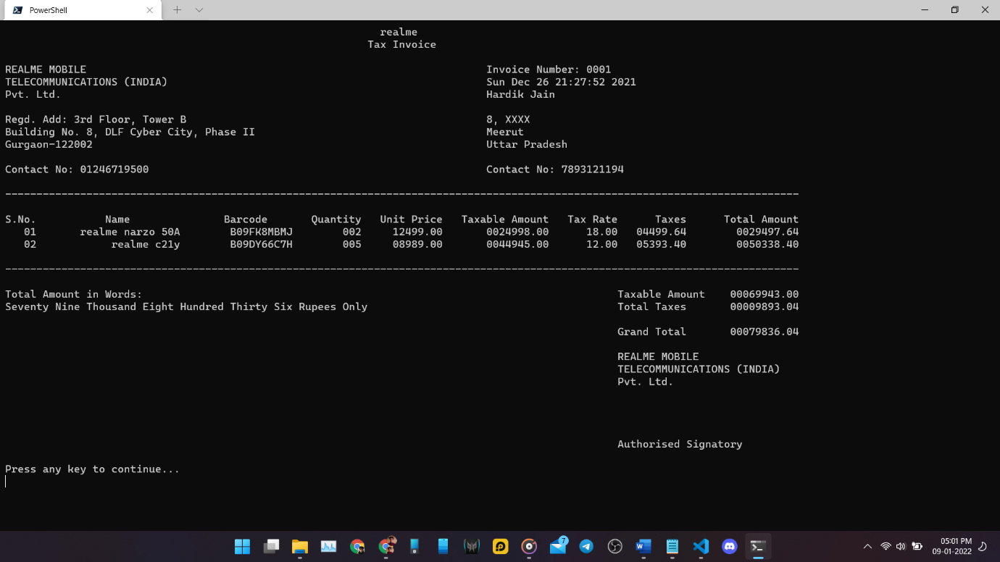 PowerShell
realme
Tax Invoice
REALME MOBILE
TELECOMMUNICATIONS (INDIA)
Pvt. Ltd.
Invoice Number: 0001
Sun Dec 26 21:27:52 2021
Hardik Jain
Regd. Add: 3rd Floor, Tower B
Building No. 8, DLF Cyber City, Phase II
Gurgaon-122002
8, XXXX
Meerut
Uttar Pradesh
Contact No: 01246719500
Contact No: 7893121194
S.No. Name Barcode Quantity Unit Price Taxable Amount Tax Rate Taxes Total Amount
01 realme narzo 50A B09FK8MBMJ 002 12499.00 0024998.00 18.00 04499.64 0029497.64
02 realme c21y B09DY66C7H 005 08989.00 0044945.00 12.00 05393.40 0050338.40
Total Amount in Words:
Seventy Nine Thousand Eight Hundred Thirty Six Rupees Only
Taxable Amount 00069943.00
Total Taxes 00009893.04
Grand Total 00079836.04
REALME MOBILE
TELECOMMUNICATIONS (INDIA)
Pvt. Ltd.
Authorised Signatory
Press any key to continue...
7
05:01 PM
09-01-2022